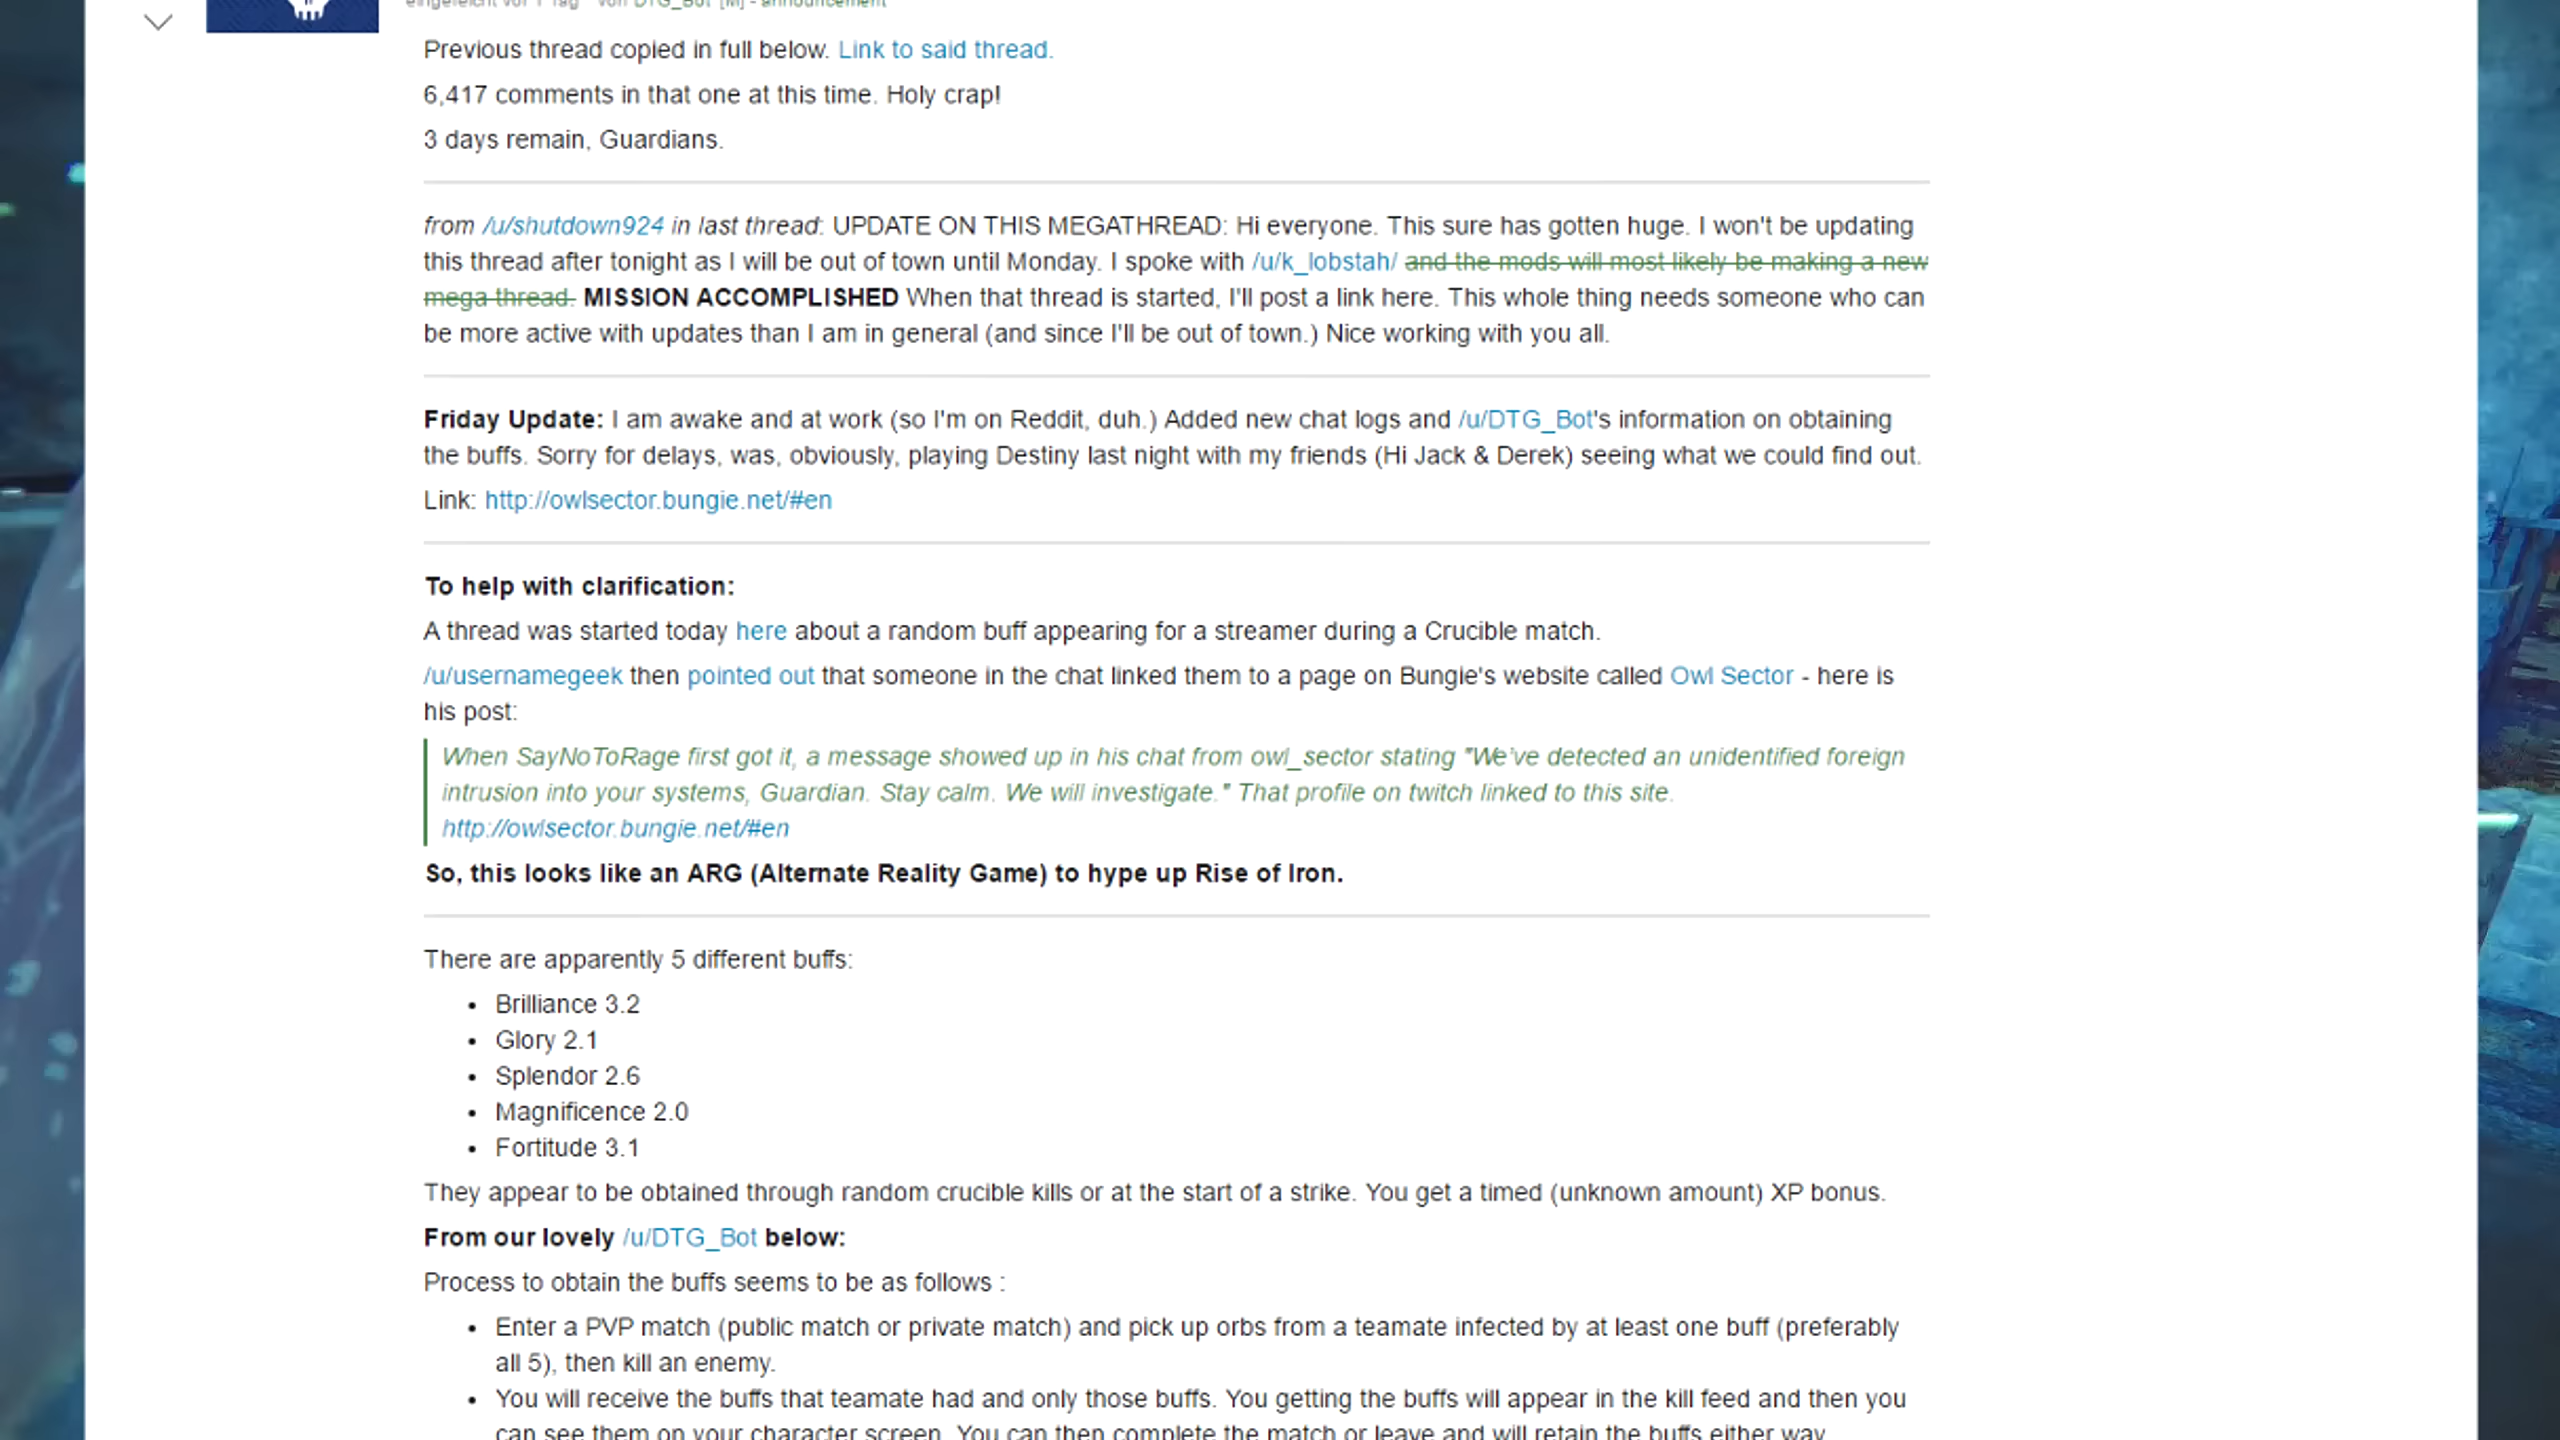 eingereicht vor 1 Tag von DTG_Bot [M] - announcement
Previous thread copied in full below. Link to said thread.
6,417 comments in that one at this time. Holy crap!
3 days remain, Guardians.
from /u/shutdown924 in last thread: UPDATE ON THIS MEGATHREAD: Hi everyone. This sure has gotten huge. I won't be updating
this thread after tonight as I will be out of town until Monday. I spoke with /u/k_lobstah/ and the mods will most likely be making a new
mega thread. MISSION ACCOMPLISHED When that thread is started, I'll post a link here. This whole thing needs someone who can
be more active with updates than I am in general (and since I'll be out of town.) Nice working with you all.
Friday Update: I am awake and at work (so I'm on Reddit, duh.) Added new chat logs and /u/DTG_Bot's information on obtaining
the buffs. Sorry for delays, was, obviously, playing Destiny last night with my friends (Hi Jack & Derek) seeing what we could find out.
Link: http://owlsector.bungie.net/#en
To help with clarification:
A thread was started today here about a random buff appearing for a streamer during a Crucible match.
/u/usernamegeek then pointed out that someone in the chat linked them to a page on Bungie's website called Owl Sector - here is
his post:
When SayNoToRage first got it, a message showed up in his chat from owl_sector stating "We've detected an unidentified foreign
intrusion into your systems, Guardian. Stay calm. We will investigate." That profile on twitch linked to this site.
http://owlsector.bungie.net/#en
So, this looks like an ARG (Alternate Reality Game) to hype up Rise of Iron.
There are apparently 5 different buffs:
• Brilliance 3.2
• Glory 2.1
• Splendor 2.6
• Magnificence 2.0
• Fortitude 3.1
They appear to be obtained through random crucible kills or at the start of a strike. You get a timed (unknown amount) XP bonus.
From our lovely /u/DTG_Bot below:
Process to obtain the buffs seems to be as follows :
• Enter a PVP match (public match or private match) and pick up orbs from a teamate infected by at least one buff (preferably
all 5), then kill an enemy.
• You will receive the buffs that teamate had and only those buffs. You getting the buffs will appear in the kill feed and then you
can see them on your character screen. You can then complete the match or leave and will retain the buffs either way